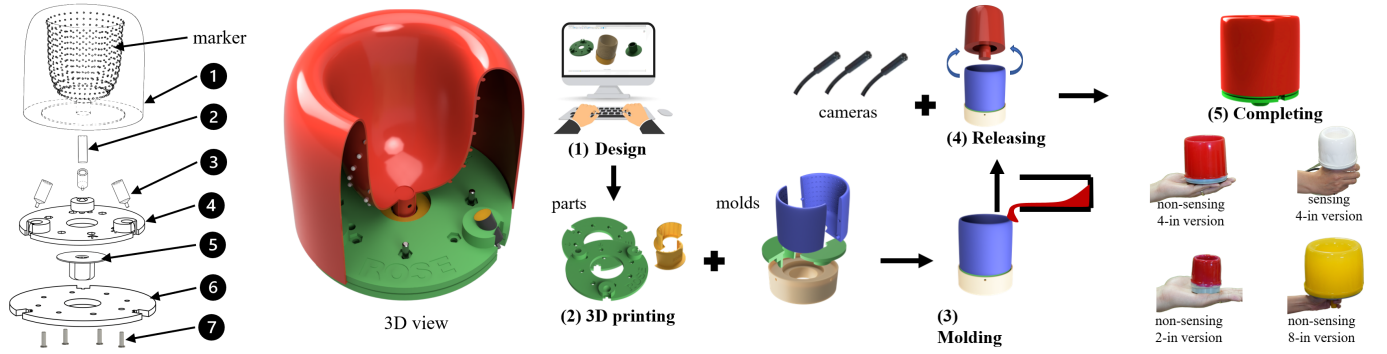 marker
1
2
3
4
5
6
7
ROSE
3D view
(1) Design
parts
(2) 3D printing
molds
(3)
Molding
cameras
(4) Releasing
(5) Completing
non-sensing
4-in version
sensing
4-in version
non-sensing
2-in version
non-sensing
8-in version